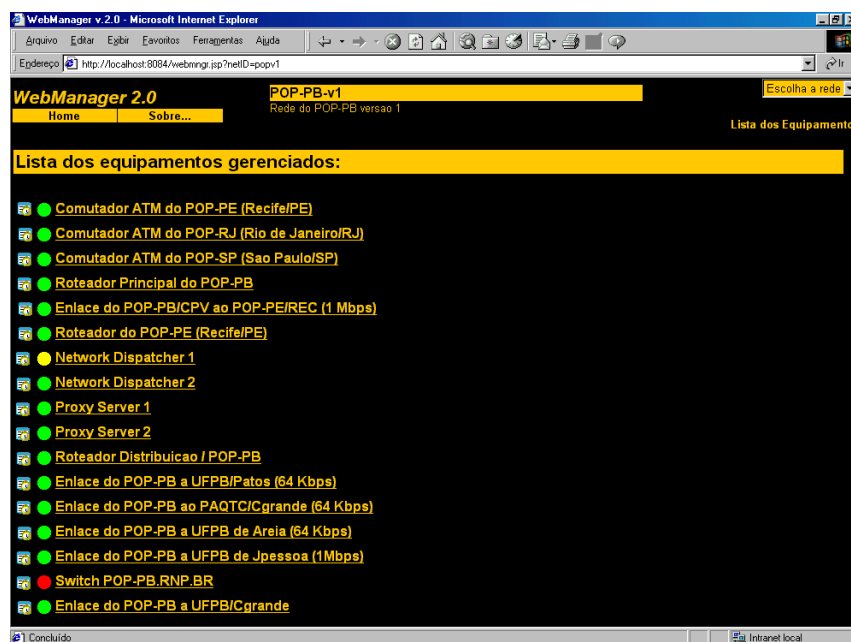 WebManager v.2.0 - Microsoft Internet Explorer
Arquivo Editar Exibir Favoritos Ferramentas Ajuda
Endereço http://localhost:8084/webmngr.jsp?netID=popv1 Ir
WebManager 2.0
Home Sobre...
POP-PB-v1
Rede do POP-PB versao 1
Escolha a rede
Lista dos Equipamento
Lista dos equipamentos gerenciados:
Comutador ATM do POP-PE (Recife/PE)
Comutador ATM do POP-RJ (Rio de Janeiro/RJ)
Comutador ATM do POP-SP (Sao Paulo/SP)
Roteador Principal do POP-PB
Enlace do POP-PB/CPV ao POP-PE/REC (1 Mbps)
Roteador do POP-PE (Recife/PE)
Network Dispatcher 1
Network Dispatcher 2
Proxy Server 1
Proxy Server 2
Roteador Distribuicao / POP-PB
Enlace do POP-PB a UFPB/Patos (64 Kbps)
Enlace do POP-PB ao PAQTC/Cgrande (64 Kbps)
Enlace do POP-PB a UFPB de Areia (64 Kbps)
Enlace do POP-PB a UFPB de Jpessoa (1Mbps)
Switch POP-PB.RNP.BR
Enlace do POP-PB a UFPB/Cgrande
Concluído Intranet local